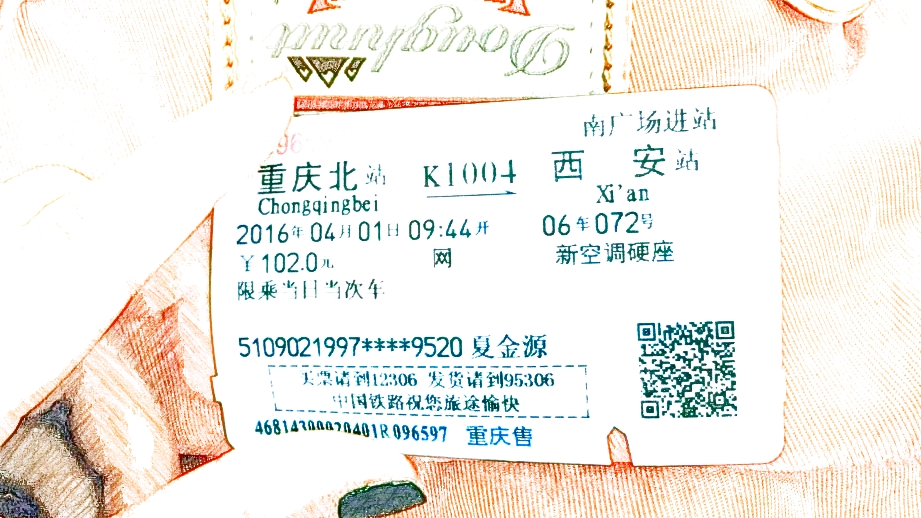 Doughnut
南广场进站
重庆北站 K1004 西安站
Chongqingbei Xi'an
2016年04月01日 09:44开 06车072号
￥102.0元 网 新空调硬座
限乘当日当次车
5109021997****9520 夏金源
买票请到12306 发货请到95306
中国铁路祝您旅途愉快
46814300020401R096597 重庆售